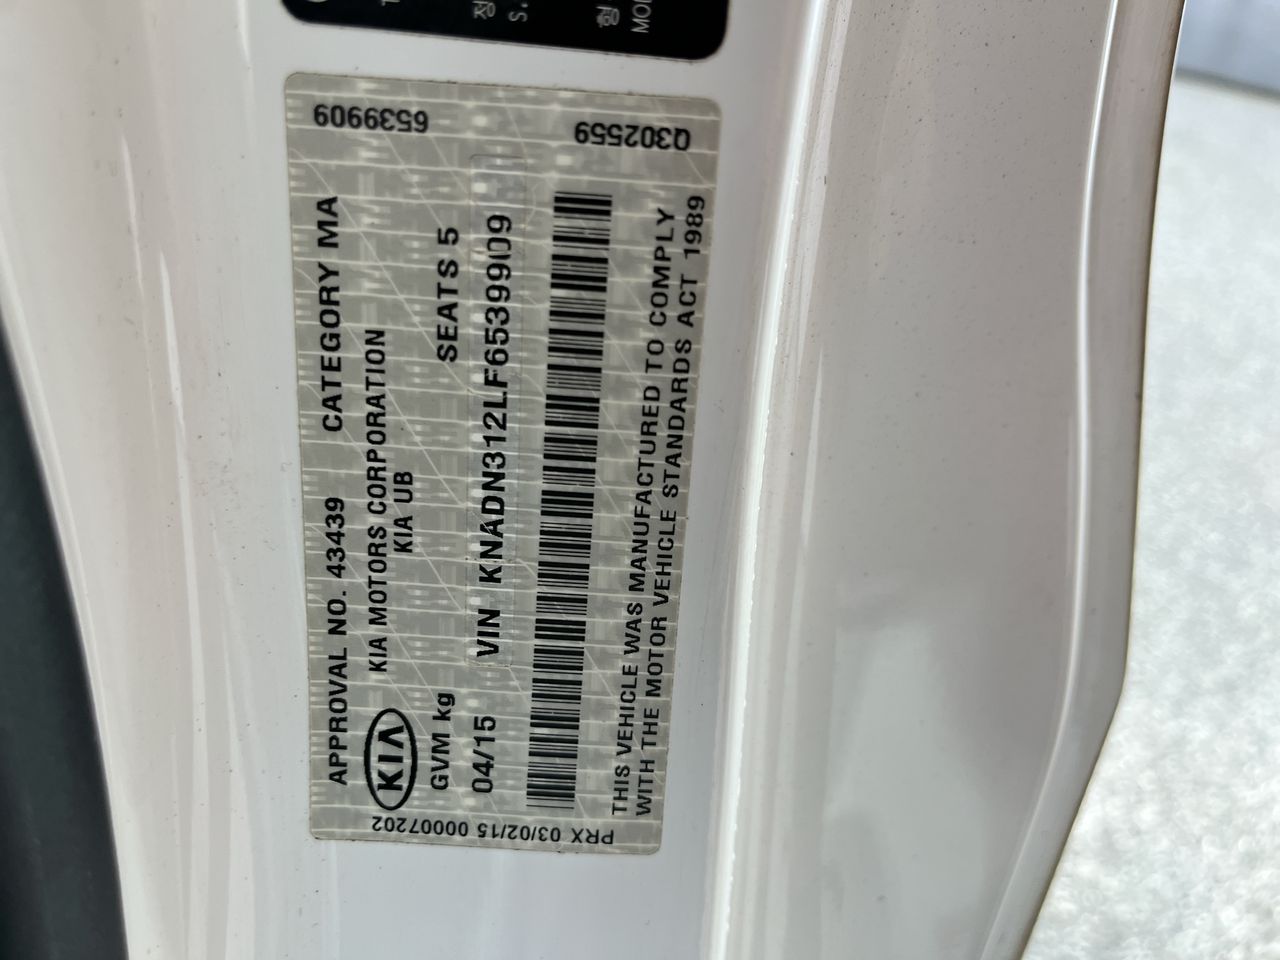 APPROVAL NO. 43439 CATEGORY MA
KIA MOTORS CORPORATION
KIA
KIA UB
GVM kg SEATS 5
04/15 VIN KNADN312LF6539909
THIS VEHICLE WAS MANUFACTURED TO COMPLY
WITH THE MOTOR VEHICLE STANDARDS ACT 1989
6539909
Q302559
PRX 03/02/15 00007202